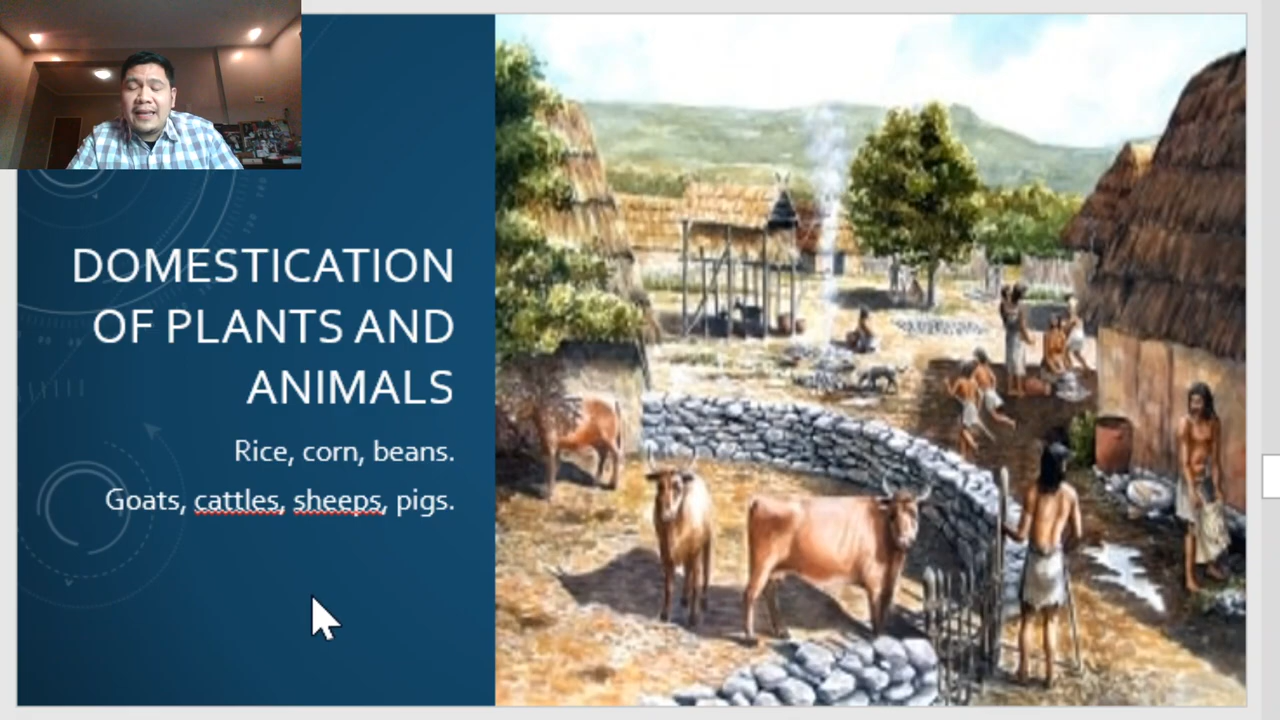 DOMESTICATION
OF PLANTS AND
ANIMALS
Rice, corn, beans.
Goats, cattles, sheeps, pigs.